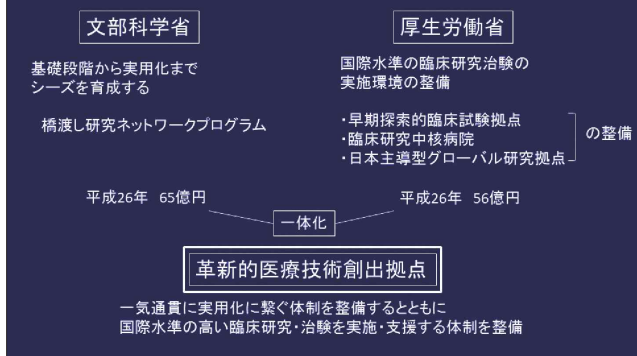 文部科学省
基礎段階から実用化まで
シーズを育成する
橋渡し研究ネットワークプログラム
平成26年 65億円
厚生労働省
国際水準の臨床研究治験の
実施環境の整備
・早期探索的臨床試験拠点
・臨床研究中核病院
・日本主導型グローバル研究拠点
の整備
平成26年 56億円
一体化
革新的医療技術創出拠点
一気通貫に実用化に繋ぐ体制を整備するとともに
国際水準の高い臨床研究・治験を実施・支援する体制を整備